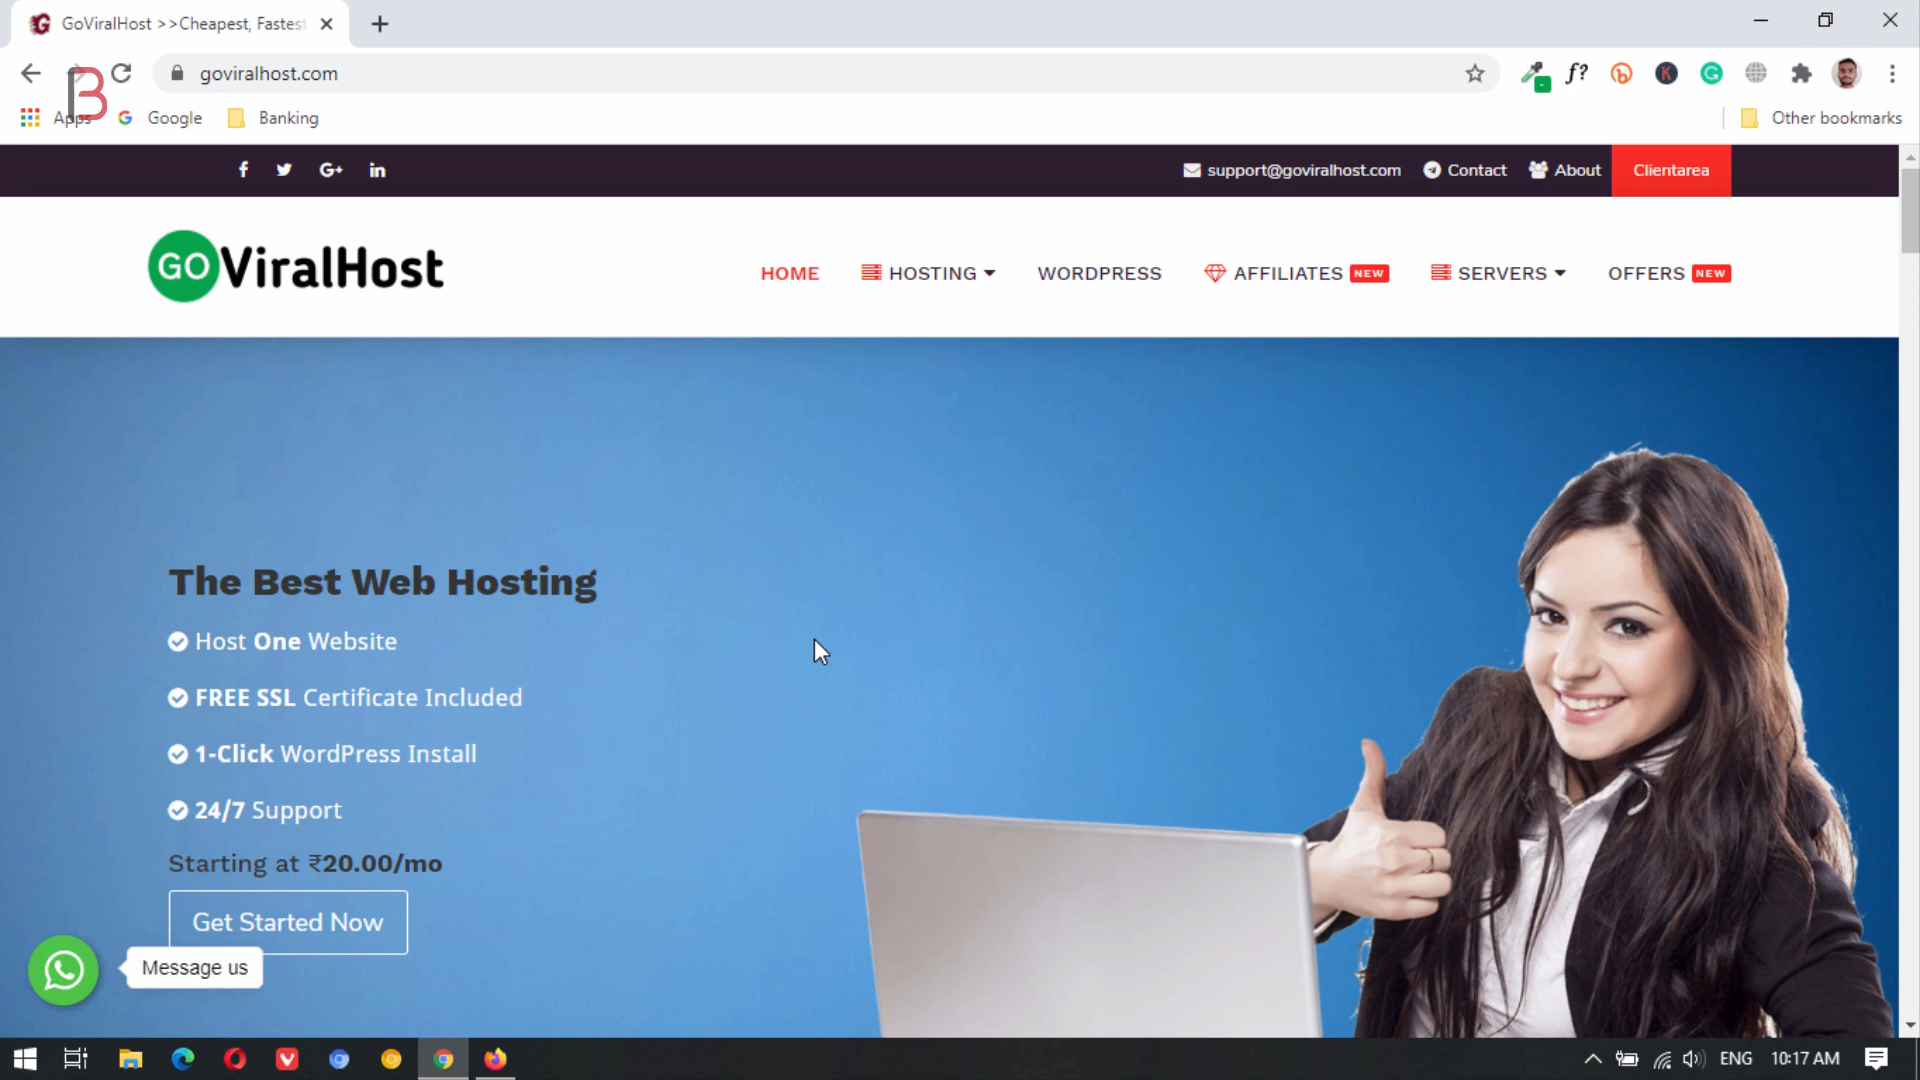 GoViralHost >>Cheapest, Fastest
goviralhost.com
f?
Apps
Google
Banking
Other bookmarks
support@goviralhost.com
Contact
About
Clientarea
GOViralHost
HOME
HOSTING
WORDPRESS
AFFILIATES NEW
SERVERS
OFFERS NEW
The Best Web Hosting
Host One Website
FREE SSL Certificate Included
1-Click WordPress Install
24/7 Support
Starting at ₹20.00/mo
Get Started Now
Message us
ENG
10:17 AM